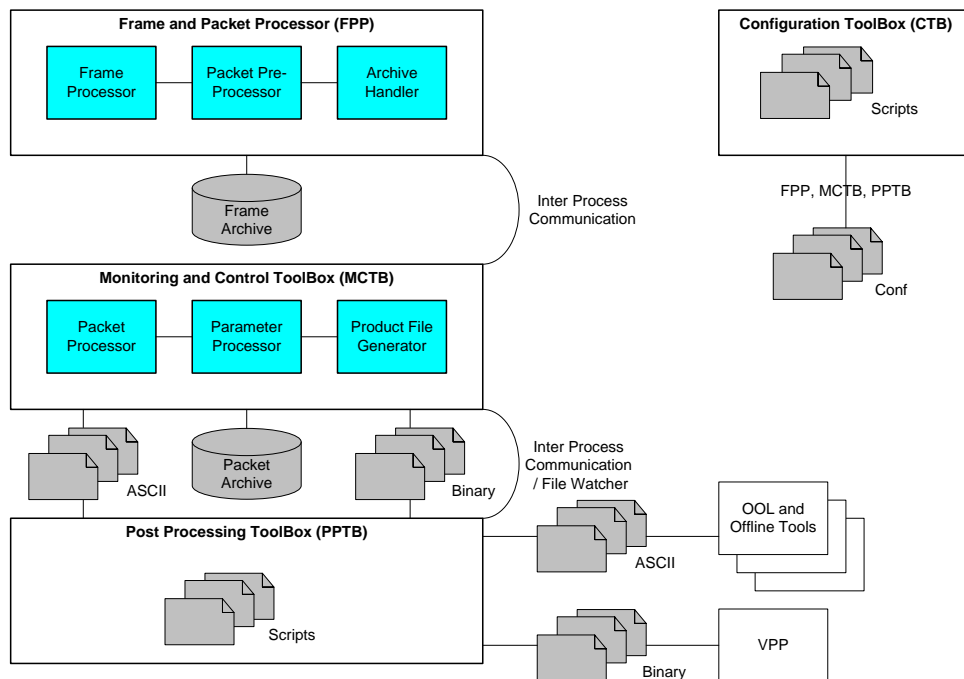 Frame and Packet Processor (FPP)
Frame
Processor
Packet Pre-
Processor
Archive
Handler
Frame
Archive
Inter Process
Communication
Configuration ToolBox (CTB)
Scripts
FPP, MCTB, PPTB
Conf
Monitoring and Control ToolBox (MCTB)
Packet
Processor
Parameter
Processor
Product File
Generator
ASCII
Packet
Archive
Binary
Inter Process
Communication
/ File Watcher
Post Processing ToolBox (PPTB)
Scripts
ASCII
OOL and
Offline Tools
Binary
VPP